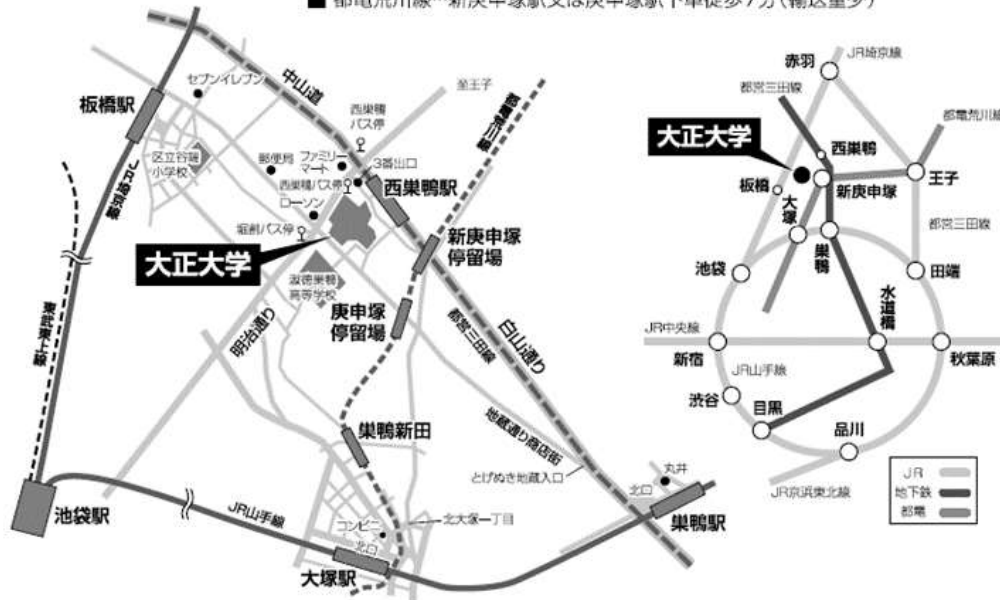 ■ 都電荒川線…新庚申塚駅又は庚申塚駅下車徒歩7分（輸送量少）
板橋駅
セブンイレブン
中山道
至王子
西巣鴨
バス停
区立谷端
小学校
郵便局
ファミリー
マート
3番出口
西巣鴨バス停
西巣鴨駅
ローソン
堀割バス停
大正大学
新庚申塚
停留場
淑徳巣鴨
高等学校
庚申塚
停留場
都営三田線
白山通り
明治通り
東武東上線
巣鴨新田
地蔵通り商店街
とげぬき地蔵入口
丸井
北口
巣鴨駅
池袋駅
JR山手線
コンビニ
北口
北大塚一丁目
大塚駅
赤羽
JR埼京線
都営三田線
都電荒川線
大正大学
西巣鴨
板橋
新庚申塚
王子
大塚
巣鴨
都営三田線
池袋
田端
水道橋
JR中央線
新宿
秋葉原
JR山手線
渋谷
目黒
品川
JR京浜東北線
JR
地下鉄
都電